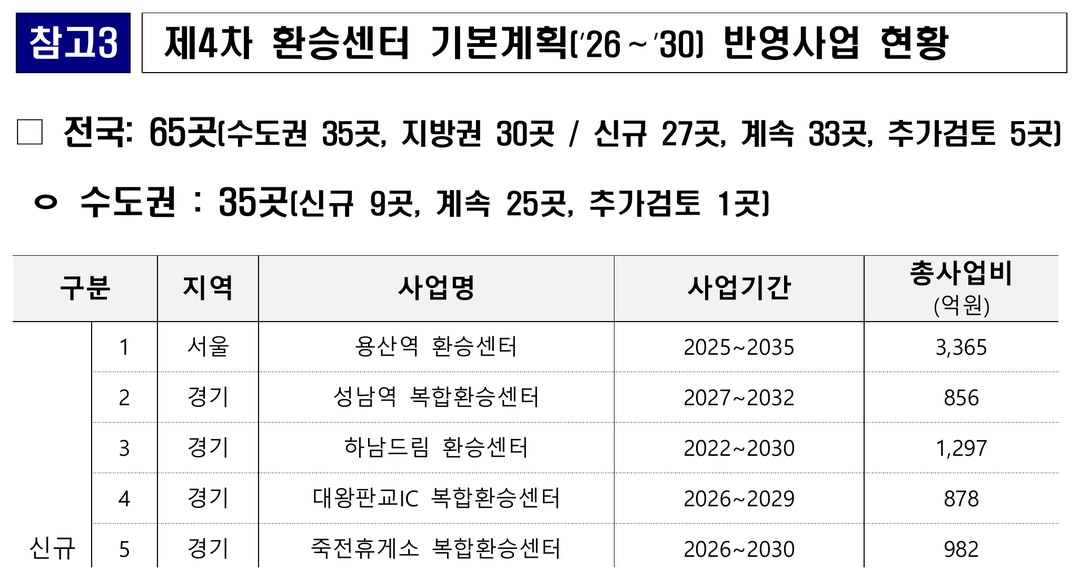 참고3 제4차 환승센터 기본계획('26～'30) 반영사업 현황
□ 전국: 65곳(수도권 35곳, 지방권 30곳 / 신규 27곳, 계속 33곳, 추가검토 5곳)
ㅇ 수도권 : 35곳(신규 9곳, 계속 25곳, 추가검토 1곳)
구분 지역 사업명 사업기간 총사업비
(억원)
1 서울 용산역 환승센터 2025~2035 3,365
2 경기 성남역 복합환승센터 2027~2032 856
3 경기 하남드림 환승센터 2022~2030 1,297
4 경기 대왕판교IC 복합환승센터 2026~2029 878
신규 5 경기 죽전휴게소 복합환승센터 2026~2030 982